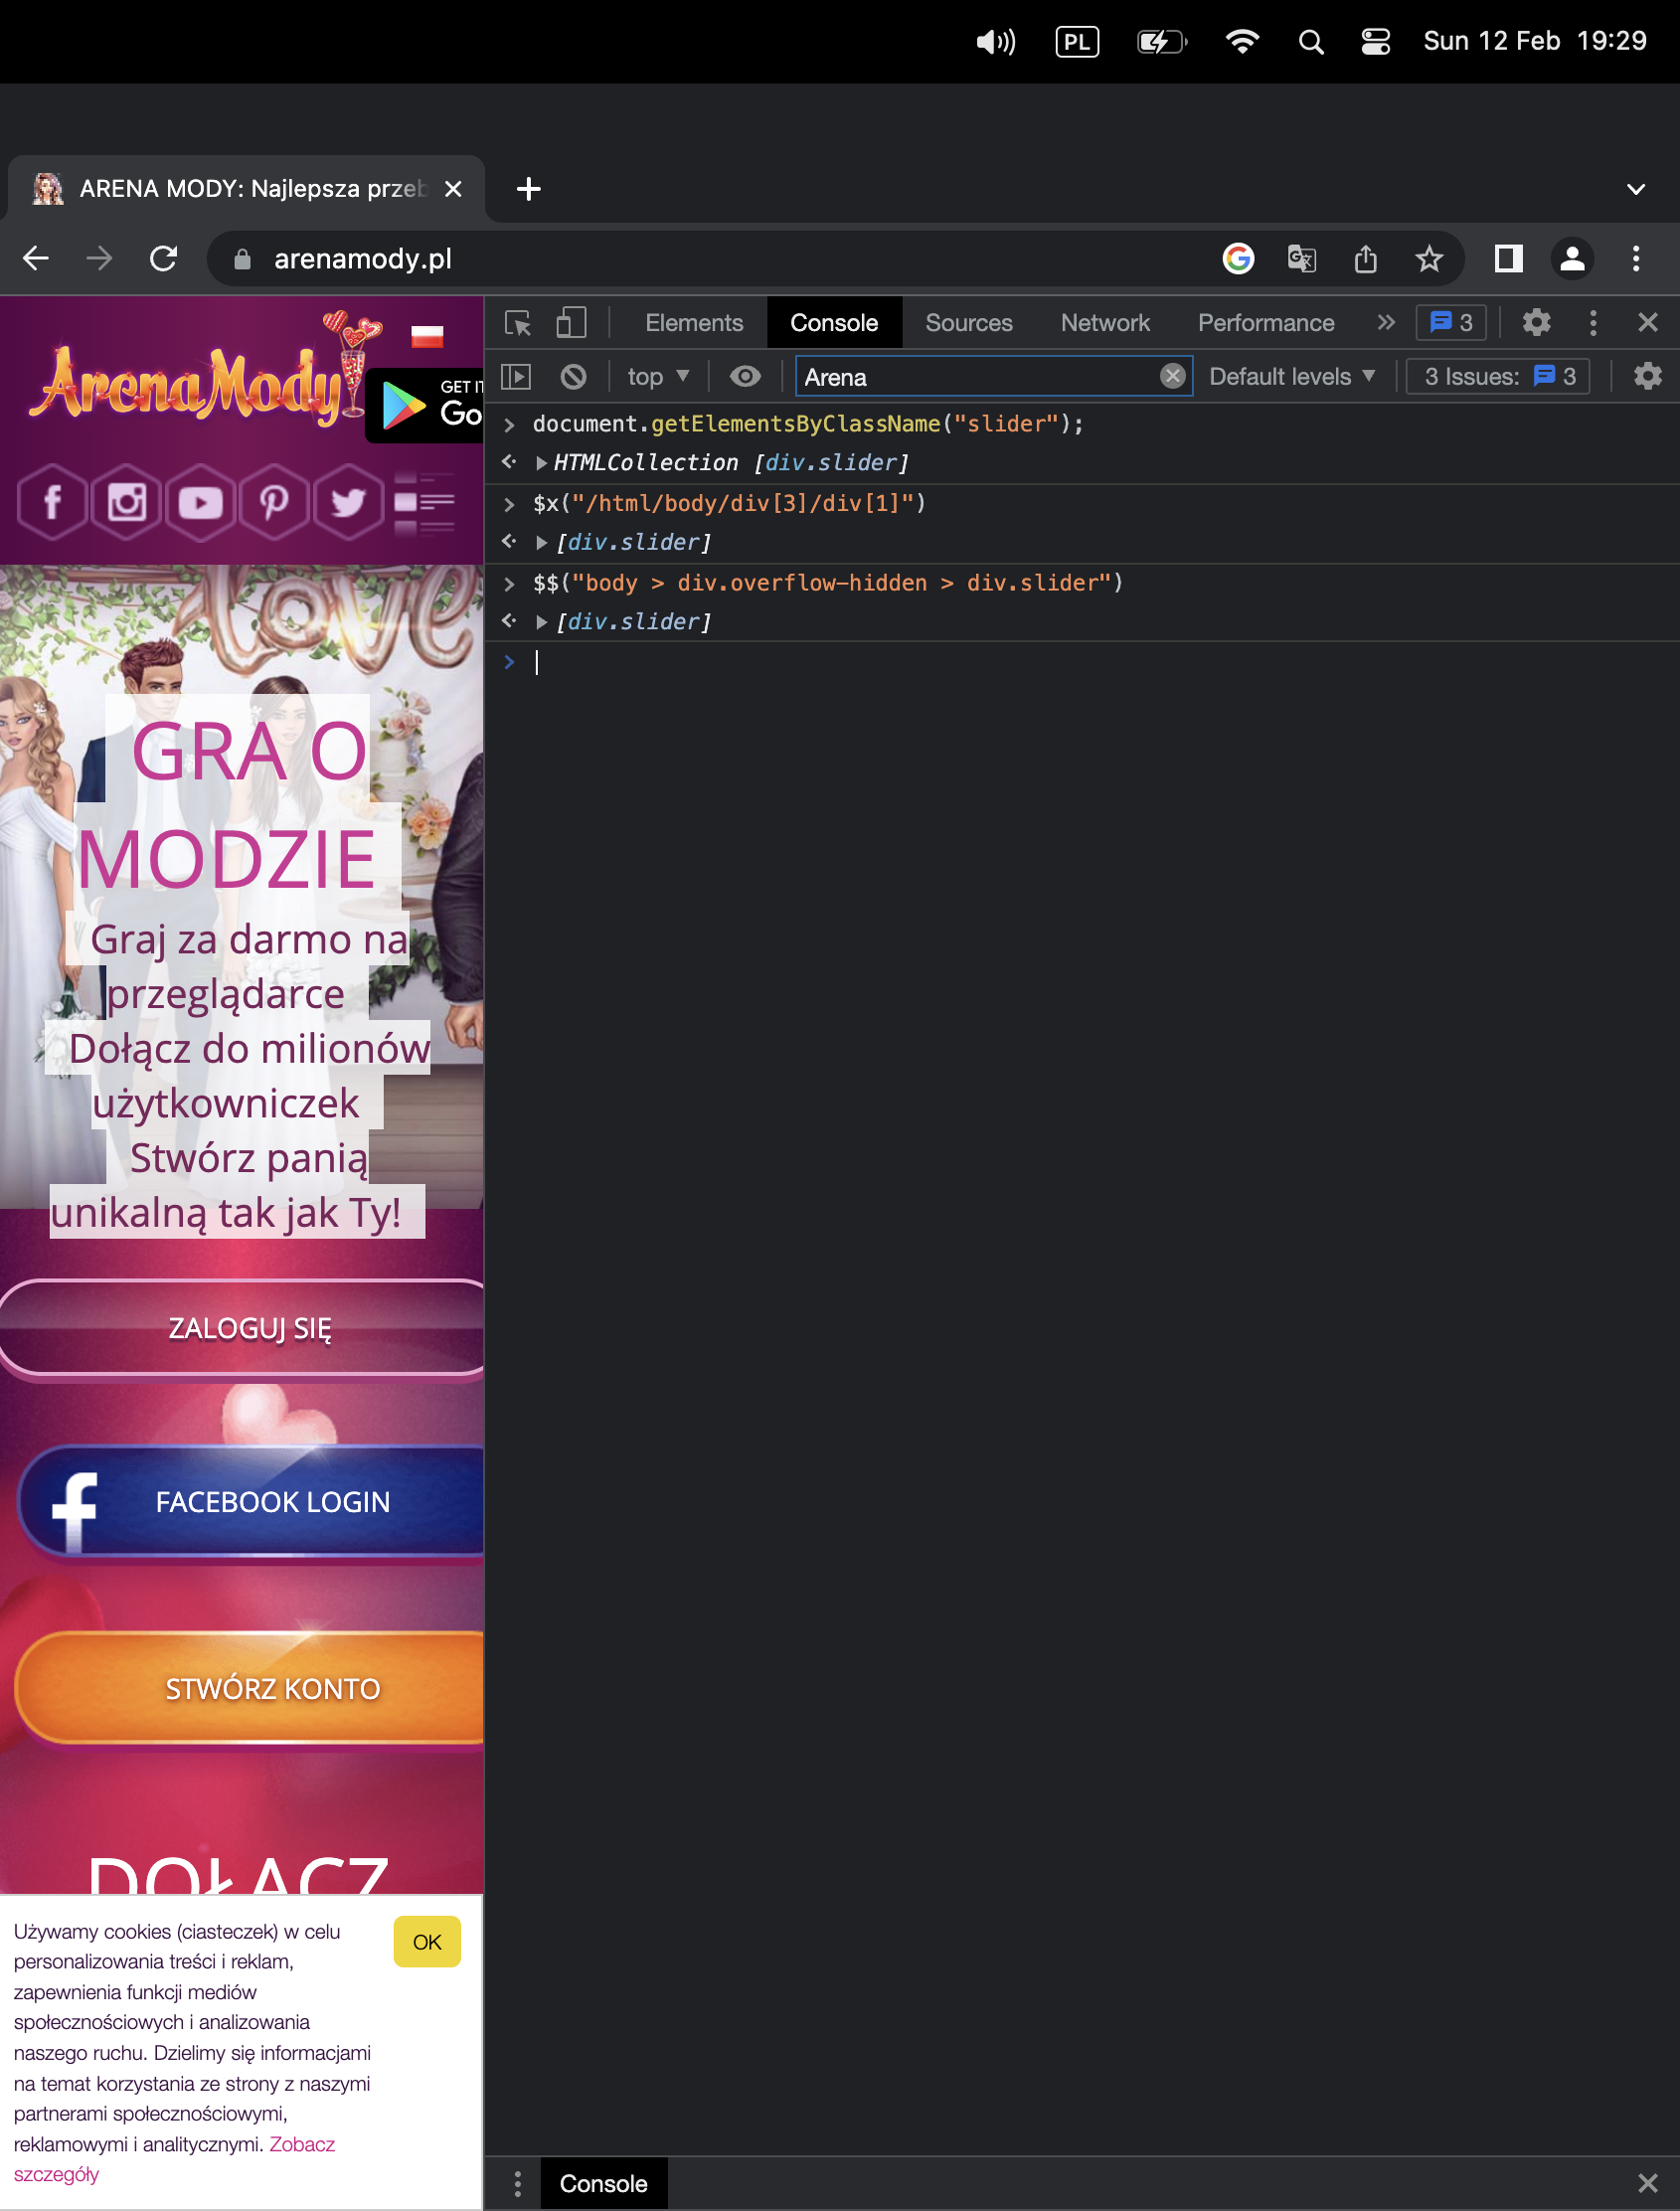 PL
Sun 12 Feb 19:29
ARENA MODY: Najlepsza przeb
arenamody.pl
ArenaMody
GET IT
Go
GRA O
MODZIE
Graj za darmo na
przeglądarce
Dołącz do milionów
użytkowniczek
Stwórz panią
unikalną tak jak Ty!
ZALOGUJ SIĘ
FACEBOOK LOGIN
STWÓRZ KONTO
DOŁĄCZ
Używamy cookies (ciasteczek) w celu
personalizowania treści i reklam,
zapewnienia funkcji mediów
społecznościowych i analizowania
naszego ruchu. Dzielimy się informacjami
na temat korzystania ze strony z naszymi
partnerami społecznościowymi,
reklamowymi i analitycznymi. Zobacz
szczegóły
OK
Elements Console Sources Network Performance » 3
top ▼ Arena Default levels ▼ 3 Issues: 3
document.getElementsByClassName("slider");
HTMLCollection [div.slider]
$x("/html/body/div[3]/div[1]")
[div.slider]
$$("body > div.overflow-hidden > div.slider")
[div.slider]
Console